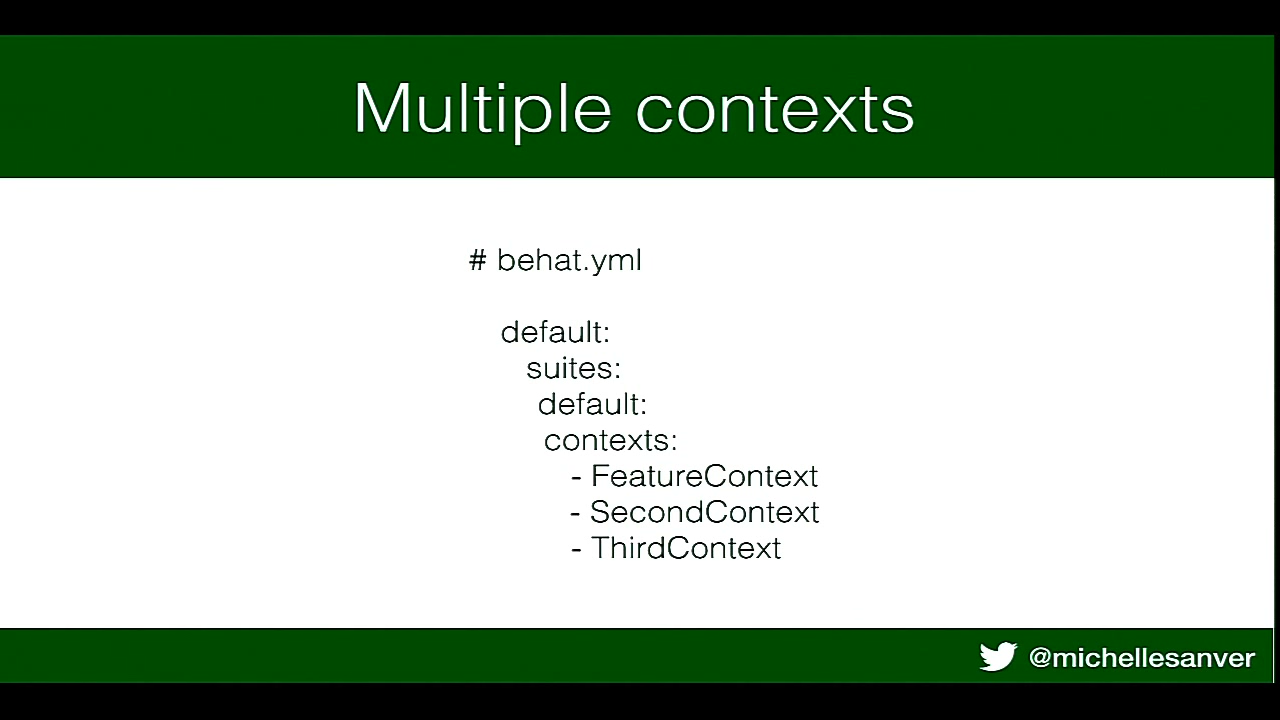 Multiple contexts
# behat.yml
default:
suites:
default:
contexts:
- FeatureContext
- SecondContext
- ThirdContext
@michellesanver